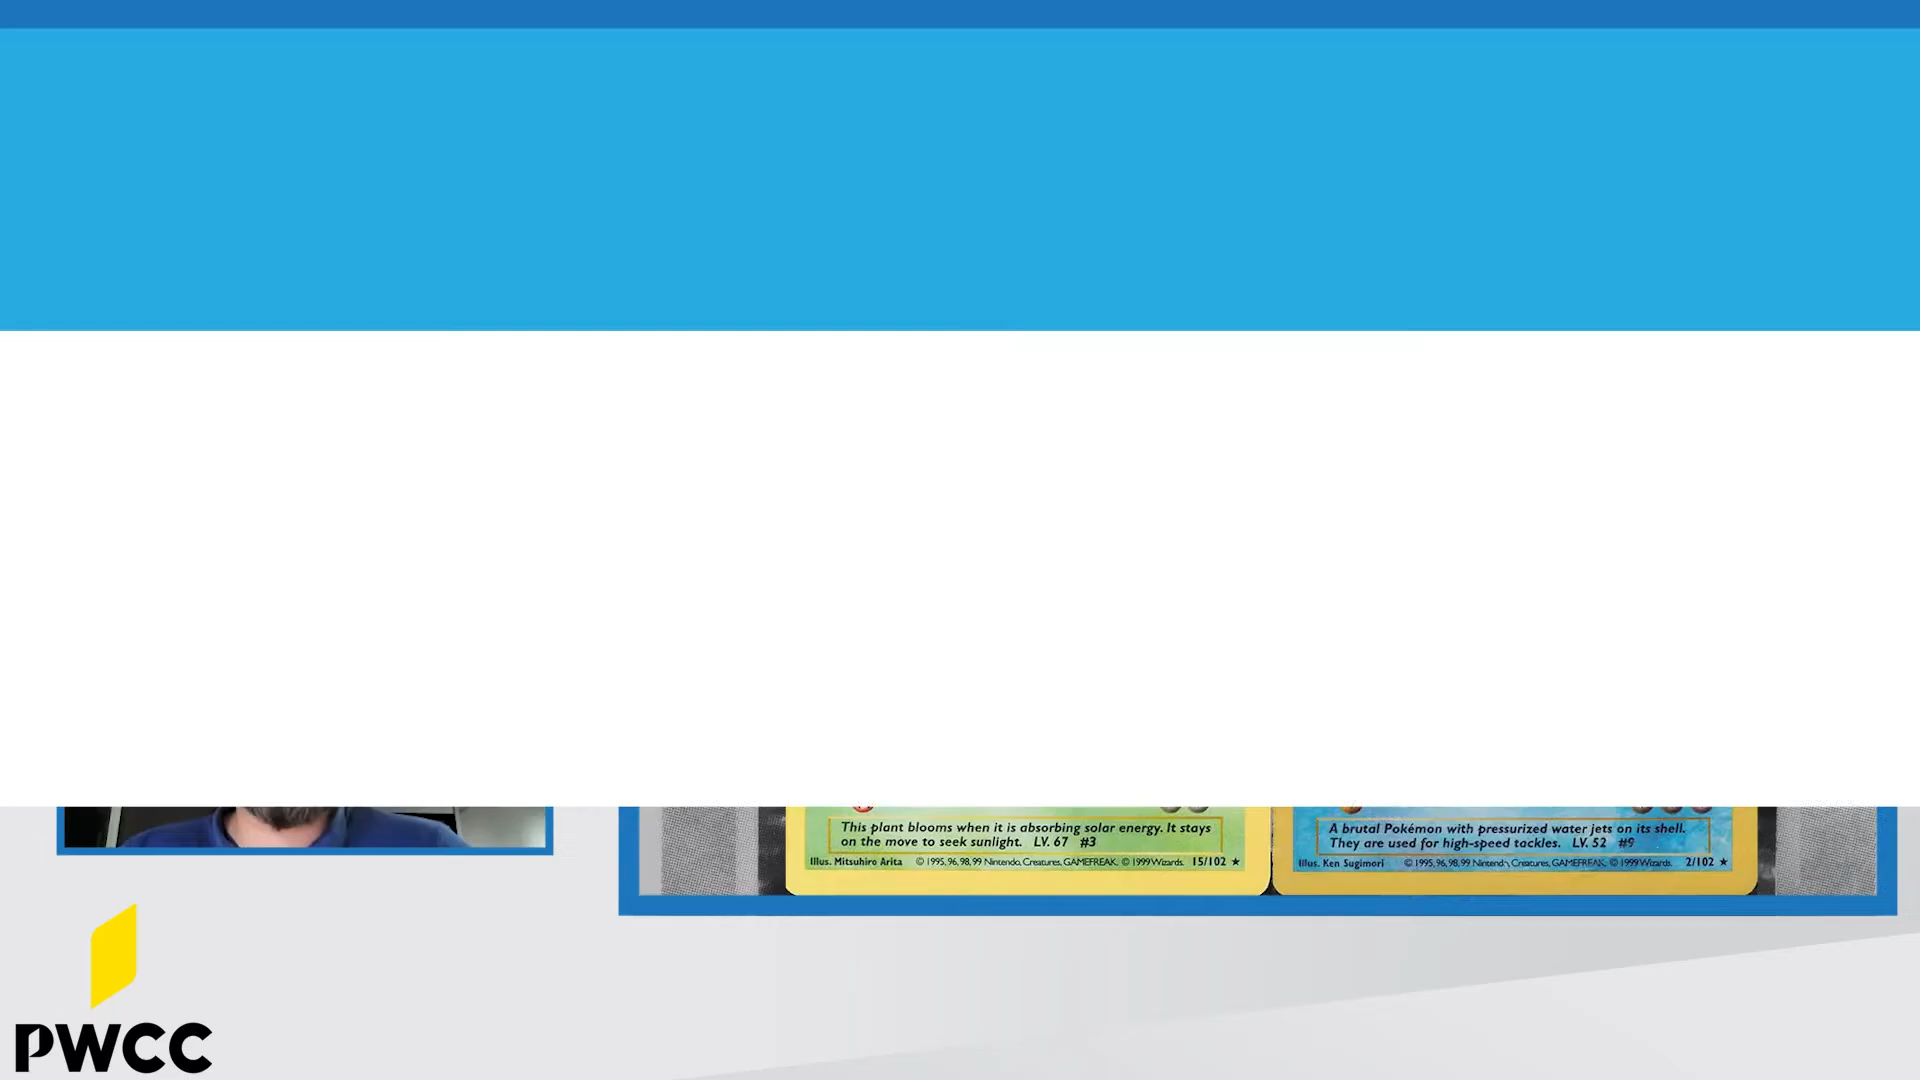 This plant blooms when it is absorbing solar energy. It stays
on the move to seek sunlight. LV. 67 #3
Illus. Mitsuhiro Arita © 1995, 96, 98, 99 Nintendo, Creatures, GAMEFREAK. © 1999 Wizards. 15/102 ★
A brutal Pokémon with pressurized water jets on its shell.
They are used for high-speed tackles. LV. 52 #9
Illus. Ken Sugimori © 1995, 96, 98, 99 Nintendo, Creatures, GAMEFREAK. © 1999 Wizards. 2/102 ★
PWCC